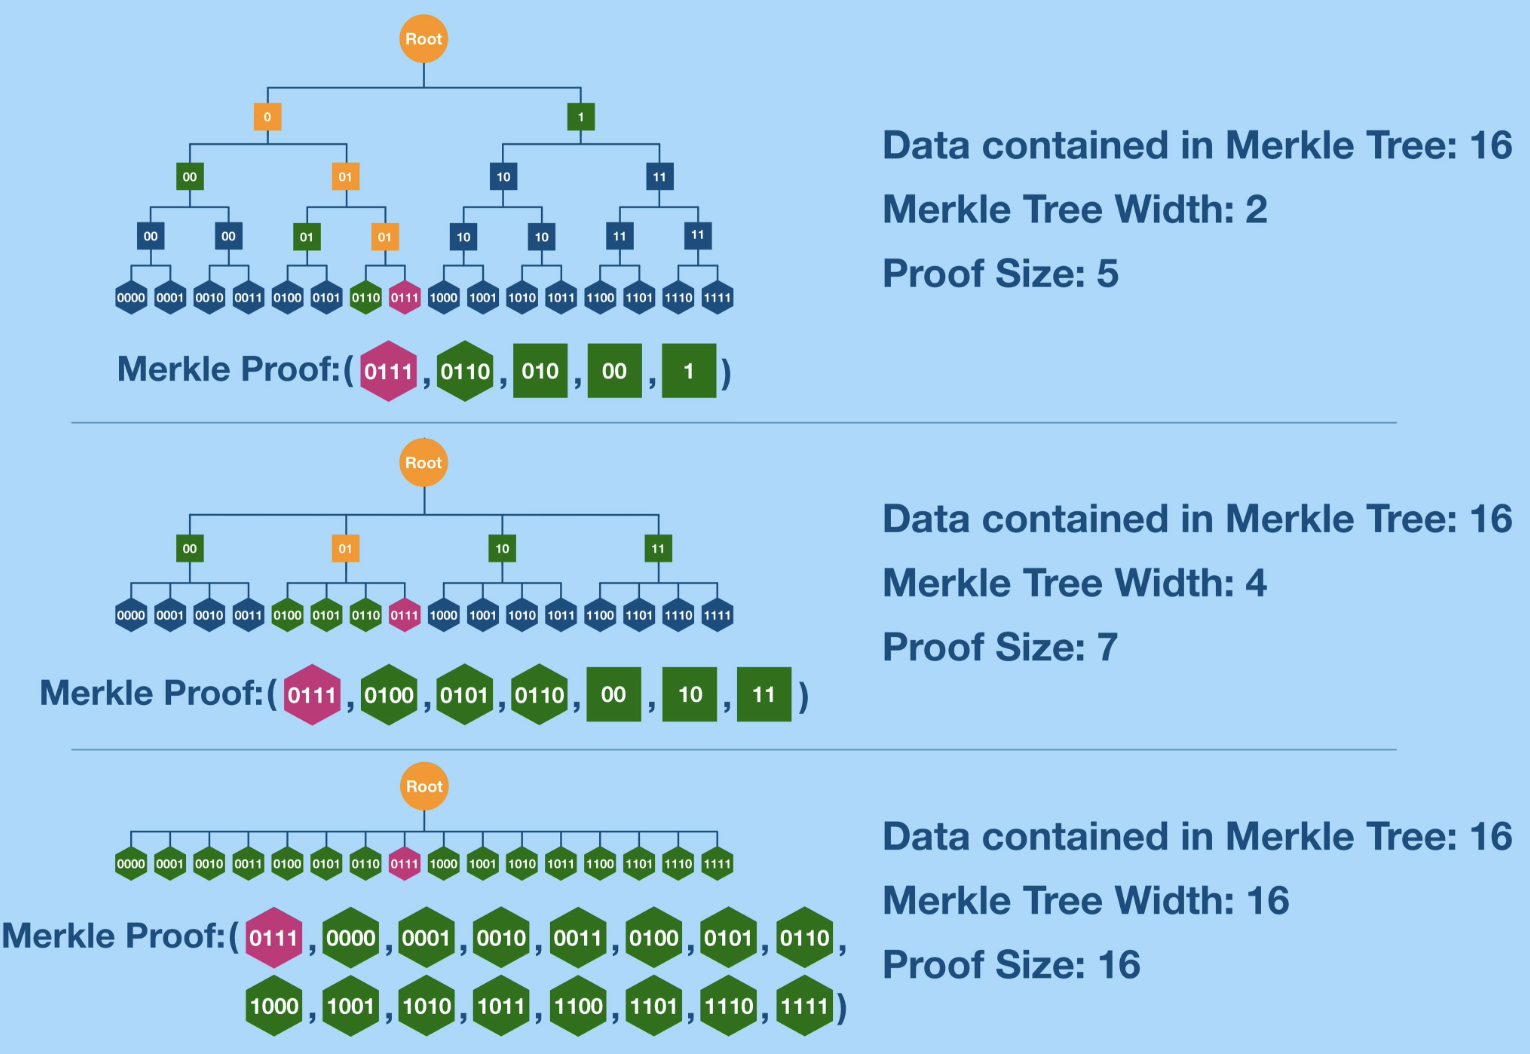 Root
0 1
00 01 10 11
00 00 01 01 10 10 11 11
0000 0001 0010 0011 0100 0101 0110 0111 1000 1001 1010 1011 1100 1101 1110 1111
Merkle Proof:( 0111 , 0110 , 010 , 00 , 1 )
Data contained in Merkle Tree: 16
Merkle Tree Width: 2
Proof Size: 5
Root
00 01 10 11
0000 0001 0010 0011 0100 0101 0110 0111 1000 1001 1010 1011 1100 1101 1110 1111
Merkle Proof:( 0111 , 0100 , 0101 , 0110 , 00 , 10 , 11 )
Data contained in Merkle Tree: 16
Merkle Tree Width: 4
Proof Size: 7
Root
0000 0001 0010 0011 0100 0101 0110 0111 1000 1001 1010 1011 1100 1101 1110 1111
Merkle Proof:( 0111 , 0000 , 0001 , 0010 , 0011 , 0100 , 0101 , 0110 ,
1000 , 1001 , 1010 , 1011 , 1100 , 1101 , 1110 , 1111 )
Data contained in Merkle Tree: 16
Merkle Tree Width: 16
Proof Size: 16